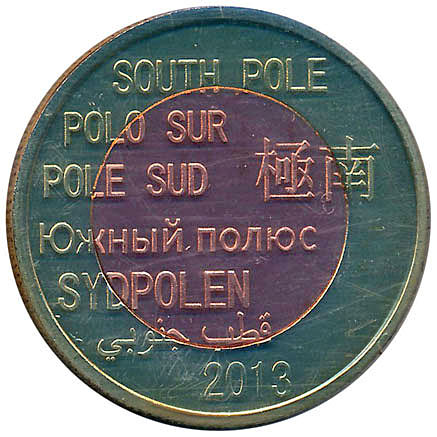 SOUTH POLE
POLO SUR
POLE SUD 極南
Южный полюс
SYDPOLEN
قطب جنوبي
2013